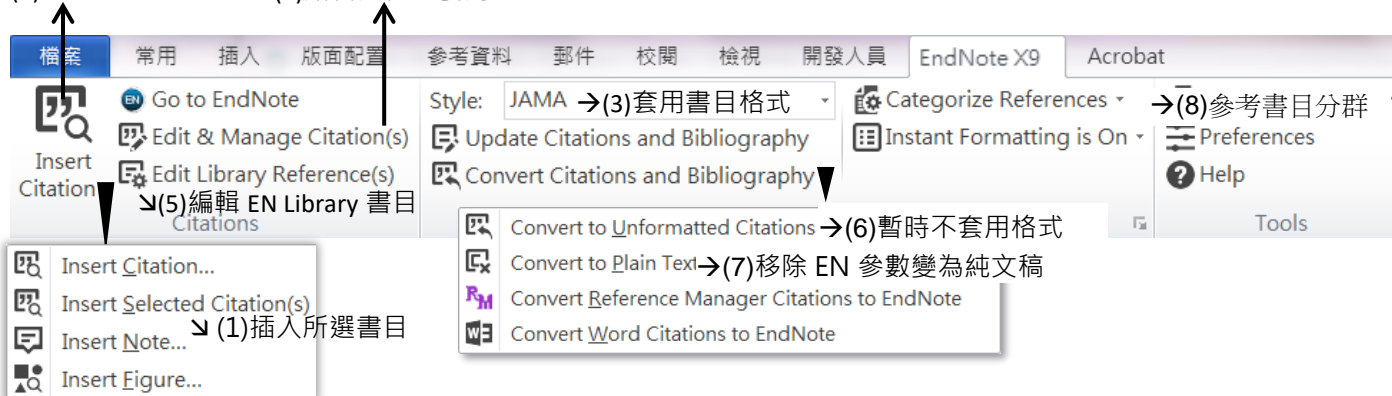 檔案 常用 插入 版面配置 參考資料 郵件 校閱 檢視 開發人員 EndNote X9 Acrobat
Insert Citation
Go to EndNote
Edit & Manage Citation(s)
Edit Library Reference(s)
↘(5)編輯 EN Library 書目
Citations
Style: JAMA →(3)套用書目格式
Update Citations and Bibliography
Convert Citations and Bibliography
Categorize References →(8)參考書目分群
Instant Formatting is On
Preferences
Help
Tools
Insert Citation...
Insert Selected Citation(s)
↘ (1)插入所選書目
Insert Note...
Insert Figure...
Convert to Unformatted Citations →(6)暫時不套用格式
Convert to Plain Text →(7)移除 EN 參數變為純文稿
Convert Reference Manager Citations to EndNote
Convert Word Citations to EndNote